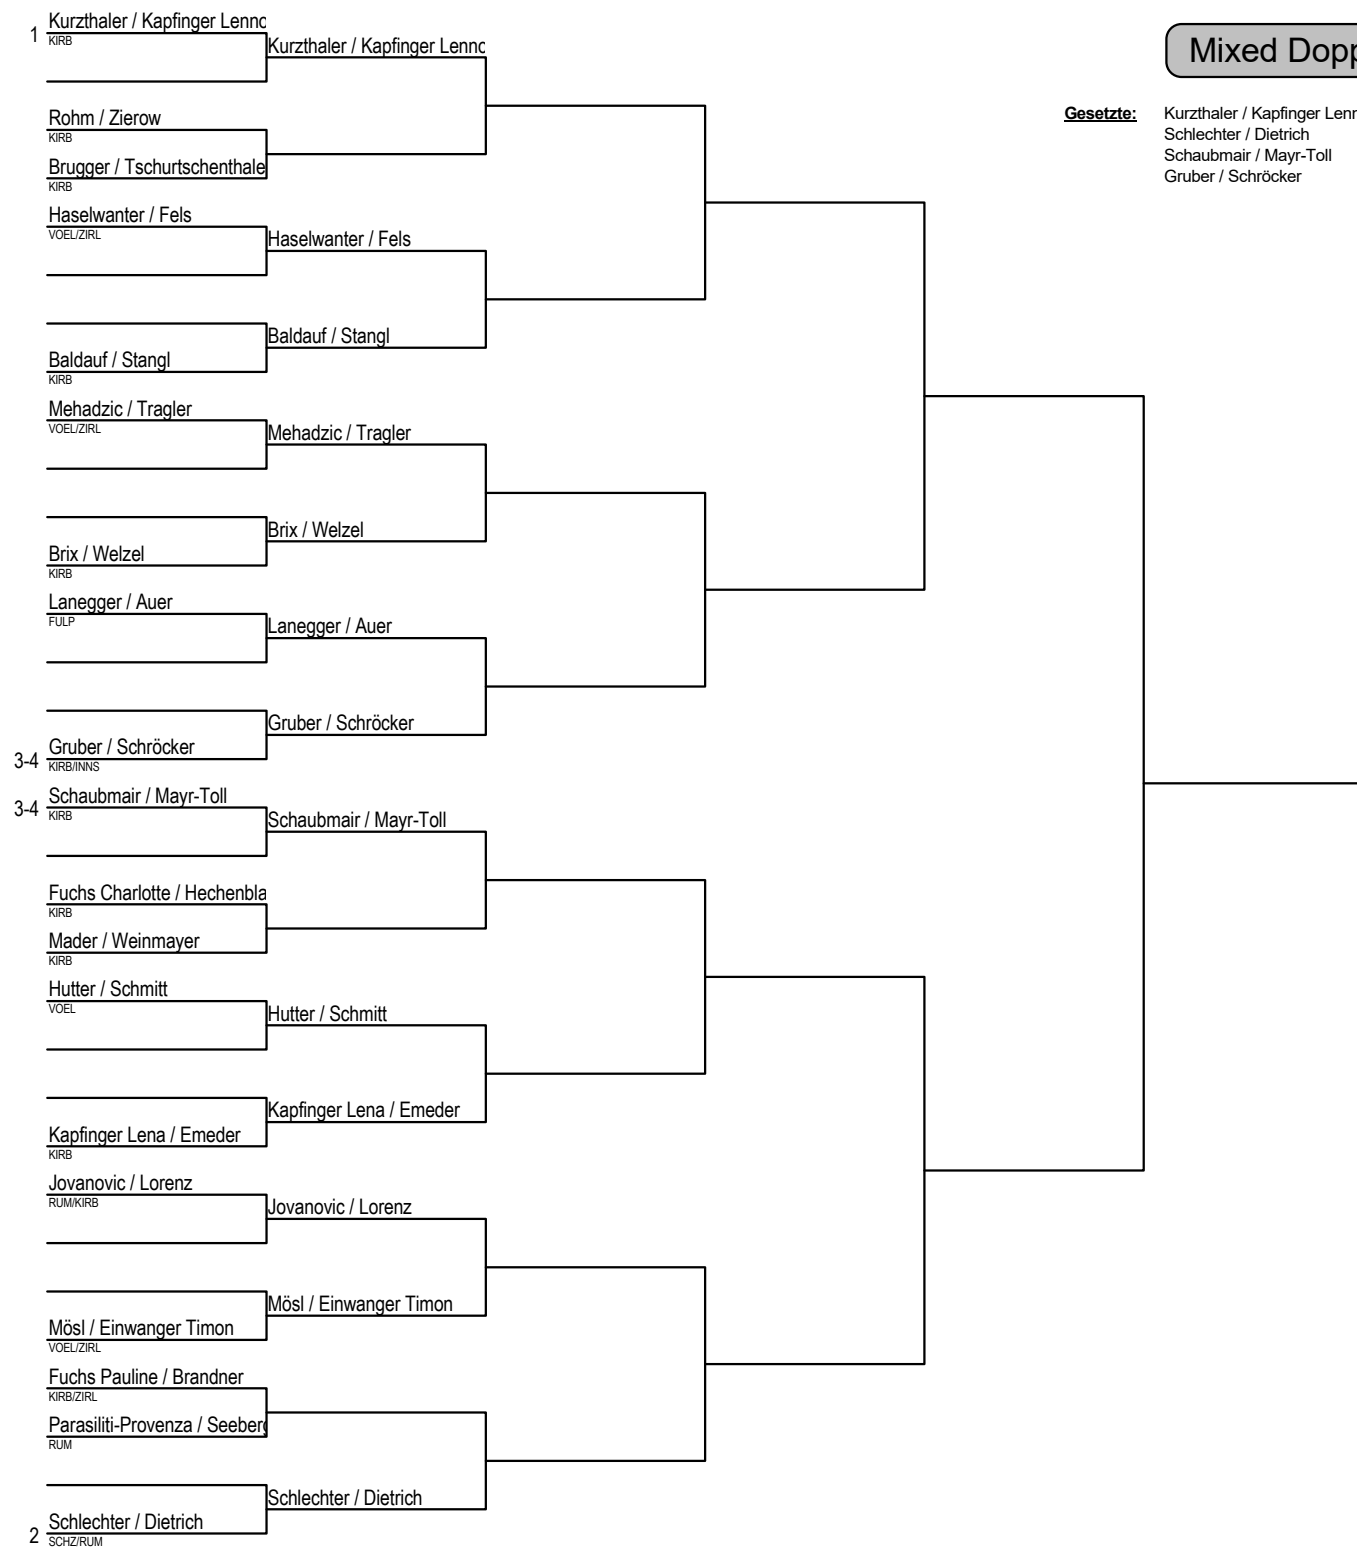 Mixed Dopp
Gesetzte: Kurzthaler / Kapfinger Lenn
Schlechter / Dietrich
Schaubmair / Mayr-Toll
Gruber / Schröcker
1 Kurzthaler / Kapfinger Lenno
KIRB
Kurzthaler / Kapfinger Lenno
Rohm / Zierow
KIRB
Brugger / Tschurtschenthale
KIRB
Haselwanter / Fels
VOEL/ZIRL
Haselwanter / Fels
Baldauf / Stangl
Baldauf / Stangl
KIRB
Mehadzic / Tragler
VOEL/ZIRL
Mehadzic / Tragler
Brix / Welzel
Brix / Welzel
KIRB
Lanegger / Auer
FULP
Lanegger / Auer
Gruber / Schröcker
3-4 Gruber / Schröcker
KIRB/INNS
3-4 Schaubmair / Mayr-Toll
KIRB
Schaubmair / Mayr-Toll
Fuchs Charlotte / Hechenbla
KIRB
Mader / Weinmayer
KIRB
Hutter / Schmitt
VOEL
Hutter / Schmitt
Kapfinger Lena / Emeder
Kapfinger Lena / Emeder
KIRB
Jovanovic / Lorenz
RUM/KIRB
Jovanovic / Lorenz
Mösl / Einwanger Timon
Mösl / Einwanger Timon
VOEL/ZIRL
Fuchs Pauline / Brandner
KIRB/ZIRL
Parasiliti-Provenza / Seeberg
RUM
Schlechter / Dietrich
2 Schlechter / Dietrich
SCHZ/RUM